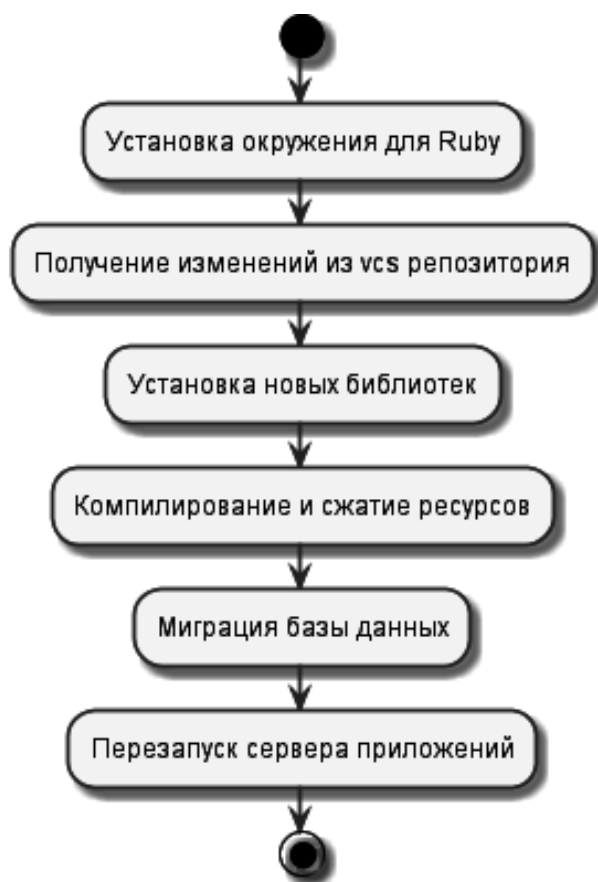 Установка окружения для Ruby
Получение изменений из vcs репозитория
Установка новых библиотек
Компилирование и сжатие ресурсов
Миграция базы данных
Перезапуск сервера приложений